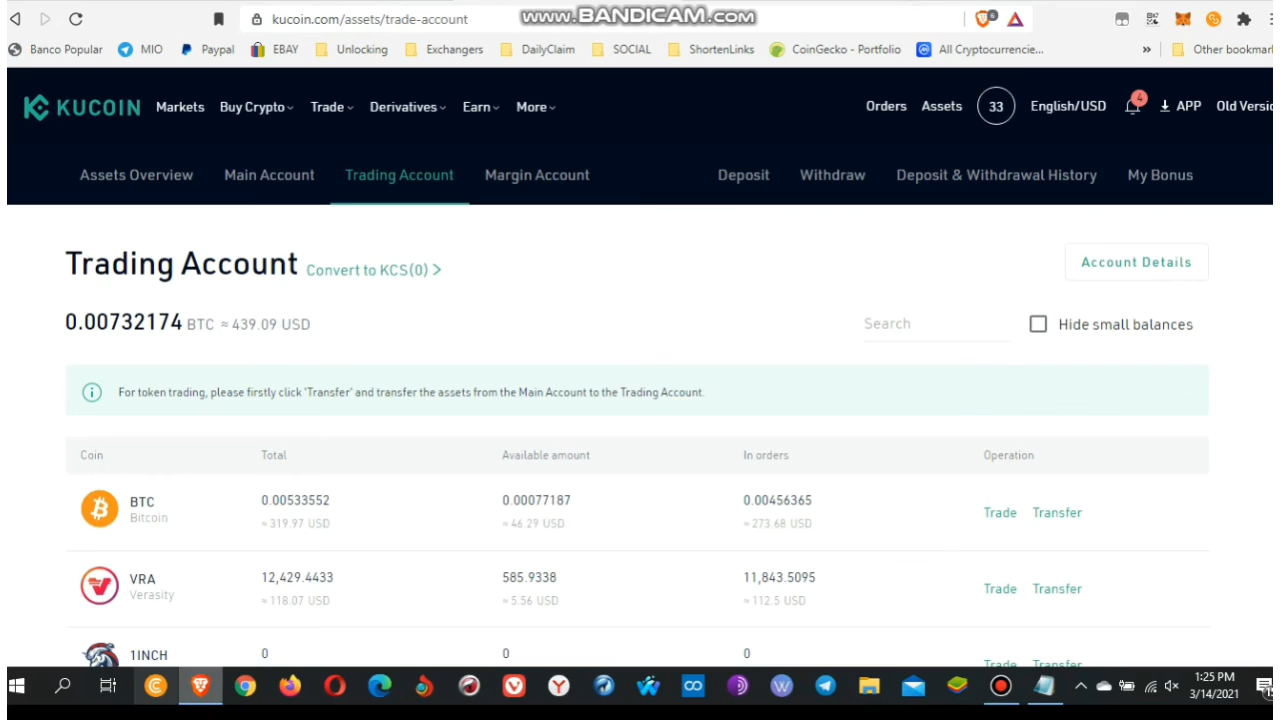 kucoin.com/assets/trade-account
www.BANDICAM.com
6
Banco Popular MIO Paypal EBAY Unlocking Exchangers DailyClaim SOCIAL ShortenLinks CoinGecko - Portfolio All Cryptocurrencie... » Other bookmar
KUCOIN Markets Buy Crypto Trade Derivatives Earn More Orders Assets 33 English/USD 4 APP Old Versio
Assets Overview Main Account Trading Account Margin Account Deposit Withdraw Deposit & Withdrawal History My Bonus
Trading Account Convert to KCS(0) > Account Details
0.00732174 BTC ≈ 439.09 USD Search Hide small balances
For token trading, please firstly click 'Transfer' and transfer the assets from the Main Account to the Trading Account.
Coin Total Available amount In orders Operation
BTC 0.00533552 0.00077187 0.00456365 Trade Transfer
Bitcoin ≈ 319.97 USD ≈ 46.29 USD ≈ 273.68 USD
VRA 12,429.4433 585.9338 11,843.5095 Trade Transfer
Verasity ≈ 118.07 USD ≈ 5.56 USD ≈ 112.5 USD
1INCH 0 0 0 Trade Transfer
1:25 PM
3/14/2021